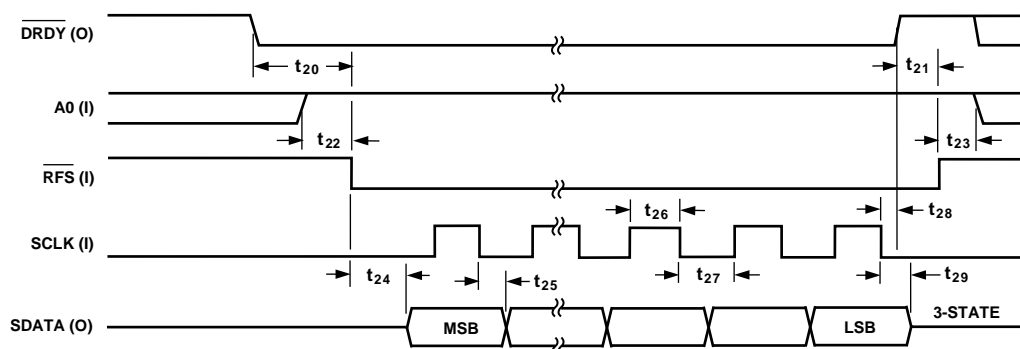 DRDY (O)
t20
t21
A0 (I)
t22
t23
RFS (I)
t26
t28
SCLK (I)
t24
t25
t27
t29
SDATA (O)
MSB
LSB
3-STATE